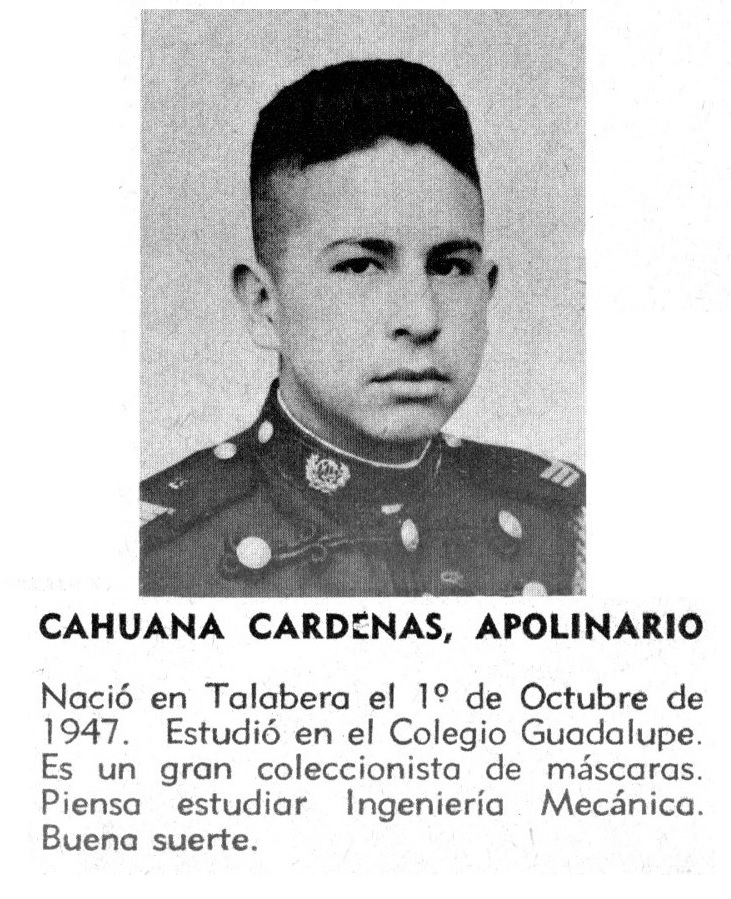 CAHUANA CARDENAS, APOLINARIO
Nació en Talabera el 1º de Octubre de
1947. Estudió en el Colegio Guadalupe.
Es un gran coleccionista de máscaras.
Piensa estudiar Ingeniería Mecánica.
Buena suerte.